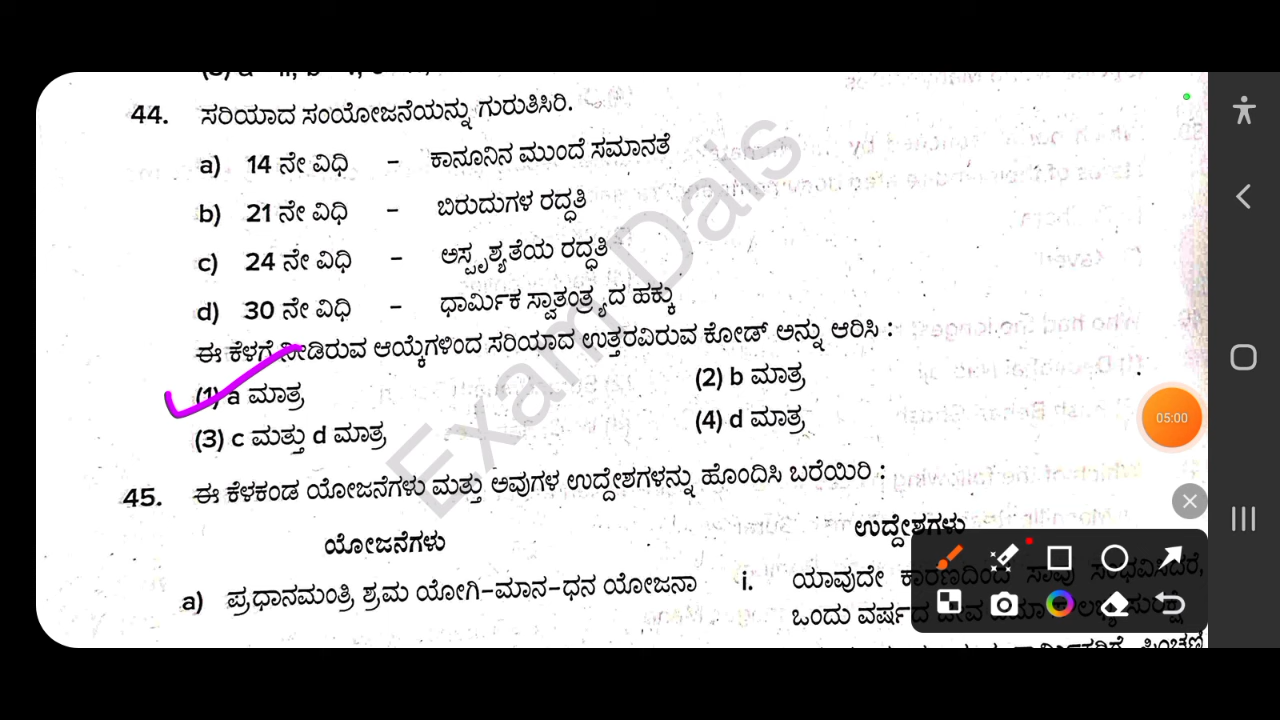 44. ಸರಿಯಾದ ಸಂಯೋಜನೆಯನ್ನು ಗುರುತಿಸಿರಿ.
a) 14 ನೇ ವಿಧಿ – ಕಾನೂನಿನ ಮುಂದೆ ಸಮಾನತೆ
b) 21 ನೇ ವಿಧಿ – ಬಿರುದುಗಳ ರದ್ಧತಿ
c) 24 ನೇ ವಿಧಿ – ಅಸ್ಪೃಶ್ಯತೆಯ ರದ್ಧತಿ
d) 30 ನೇ ವಿಧಿ – ಧಾರ್ಮಿಕ ಸ್ವಾತಂತ್ರ್ಯದ ಹಕ್ಕು
ಈ ಕೆಳಗೆ ನೀಡಿರುವ ಆಯ್ಕೆಗಳಿಂದ ಸರಿಯಾದ ಉತ್ತರವಿರುವ ಕೋಡ್ ಅನ್ನು ಆರಿಸಿ :
(1) a ಮಾತ್ರ (2) b ಮಾತ್ರ
(3) c ಮತ್ತು d ಮಾತ್ರ (4) d ಮಾತ್ರ
45. ಈ ಕೆಳಕಂಡ ಯೋಜನೆಗಳು ಮತ್ತು ಅವುಗಳ ಉದ್ದೇಶಗಳನ್ನು ಹೊಂದಿಸಿ ಬರೆಯಿರಿ :
ಯೋಜನೆಗಳು ಉದ್ದೇಶಗಳು
a) ಪ್ರಧಾನಮಂತ್ರಿ ಶ್ರಮ ಯೋಗಿ-ಮಾನ-ಧನ ಯೋಜನಾ i. ಯಾವುದೇ ಕಾರಣದಿಂದ ಸಾವು ಸಂಭವಿಸಿದರೆ,
ಒಂದು ವರ್ಷದ
Exam Dais
05:00